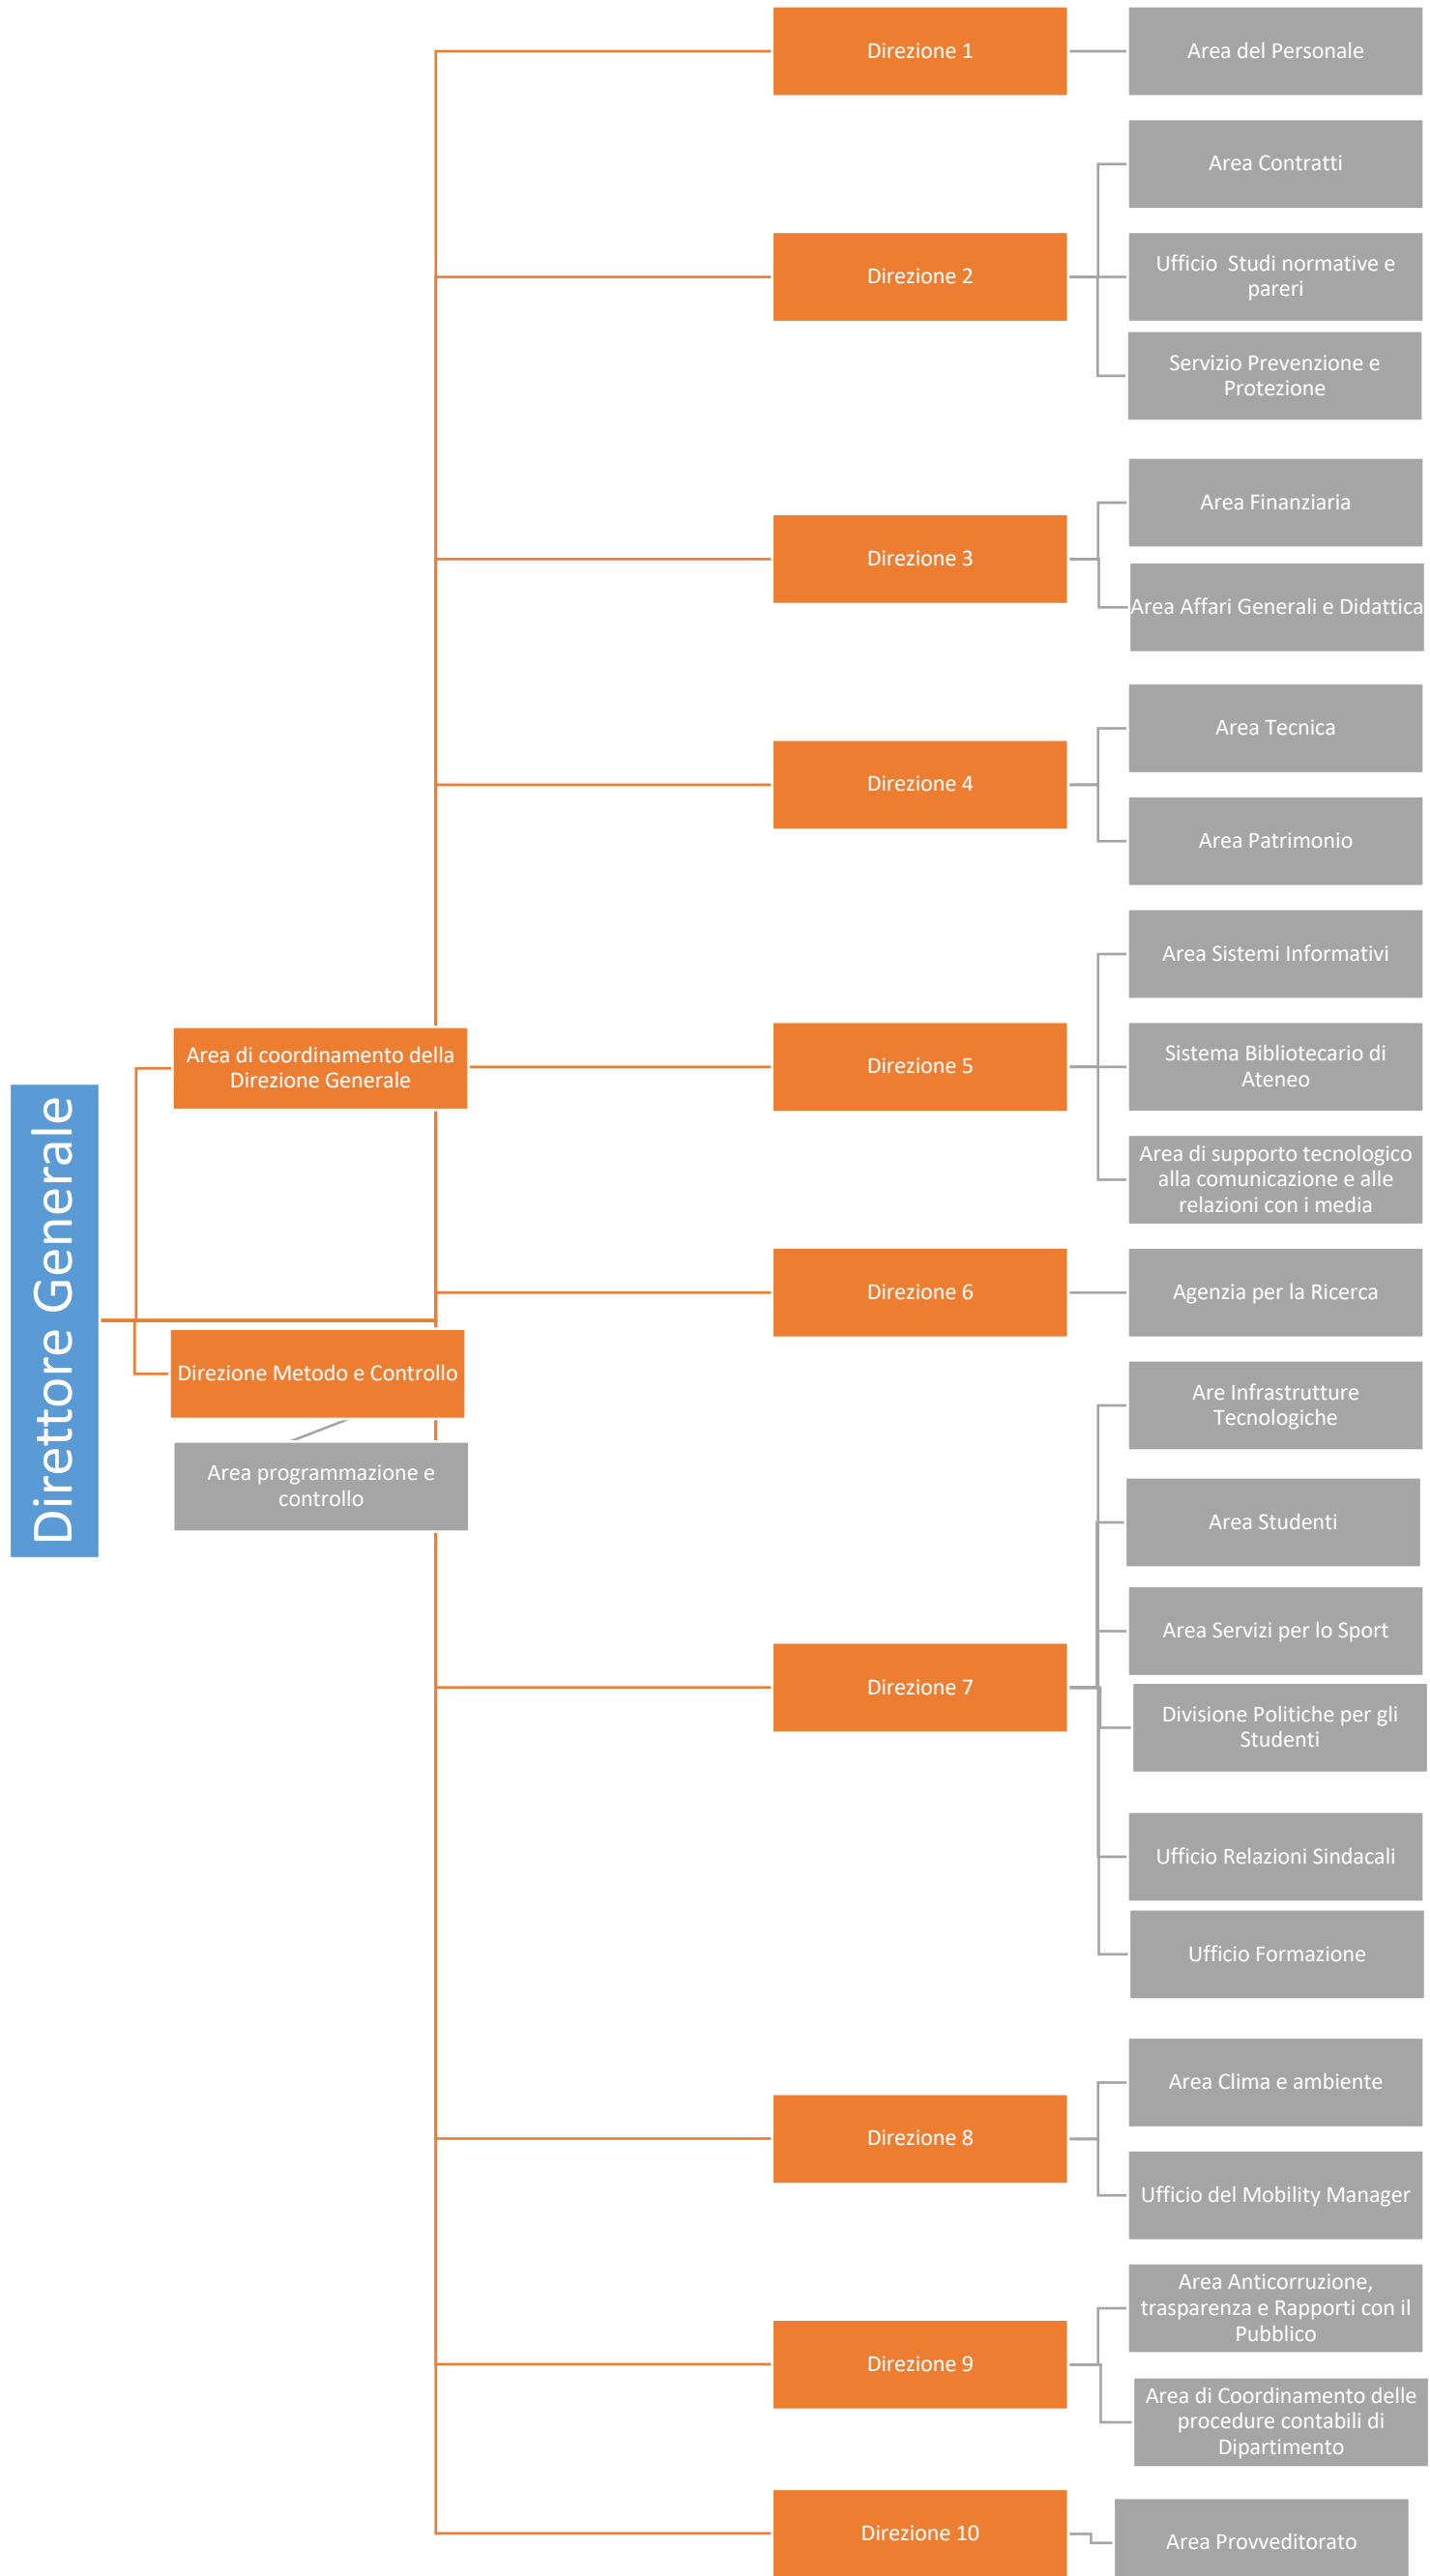 Direttore Generale
Area di coordinamento della
Direzione Generale
Direzione Metodo e Controllo
Area programmazione e
controllo
Direzione 1
Area del Personale
Direzione 2
Area Contratti
Ufficio  Studi normative e
pareri
Servizio Prevenzione e
Protezione
Direzione 3
Area Finanziaria
Area Affari Generali e Didattica
Direzione 4
Area Tecnica
Area Patrimonio
Direzione 5
Area Sistemi Informativi
Sistema Bibliotecario di
Ateneo
Area di supporto tecnologico
alla comunicazione e alle
relazioni con i media
Direzione 6
Agenzia per la Ricerca
Direzione 7
Are Infrastrutture
Tecnologiche
Area Studenti
Area Servizi per lo Sport
Divisione Politiche per gli
Studenti
Ufficio Relazioni Sindacali
Ufficio Formazione
Direzione 8
Area Clima e ambiente
Ufficio del Mobility Manager
Direzione 9
Area Anticorruzione,
trasparenza e Rapporti con il
Pubblico
Area di Coordinamento delle
procedure contabili di
Dipartimento
Direzione 10
Area Provveditorato